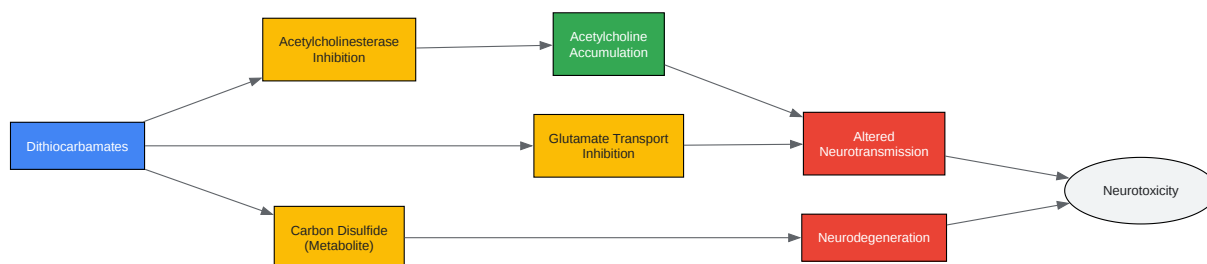 Acetylcholinesterase
Inhibition
Acetylcholine
Accumulation
Dithiocarbamates
Glutamate Transport
Inhibition
Altered
Neurotransmission
Neurotoxicity
Carbon Disulfide
(Metabolite)
Neurodegeneration